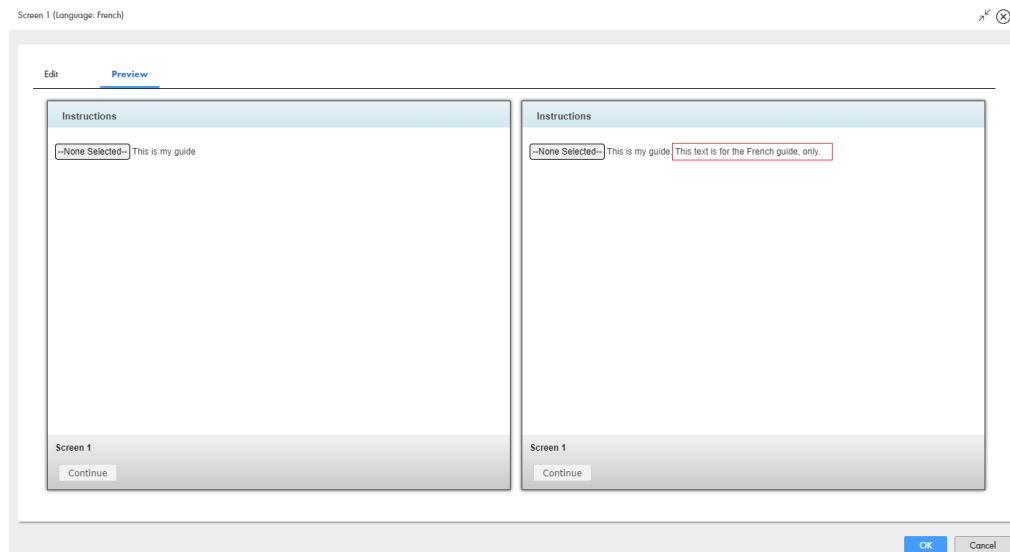 Screen 1 (Language: French)
Edit
Preview
Instructions
--None Selected-- This is my guide
Screen 1
Continue
Instructions
--None Selected-- This is my guide. This text is for the French guide, only.
Screen 1
Continue
OK
Cancel